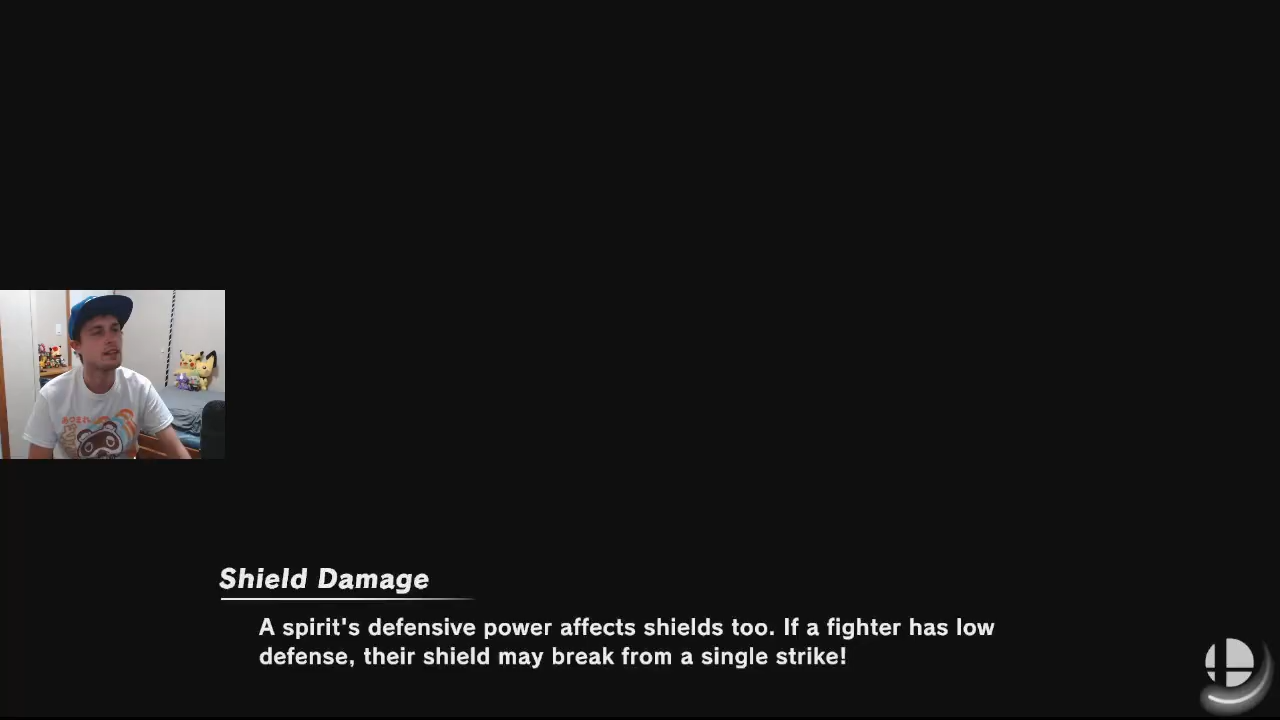 Shield Damage
A spirit's defensive power affects shields too. If a fighter has low
defense, their shield may break from a single strike!